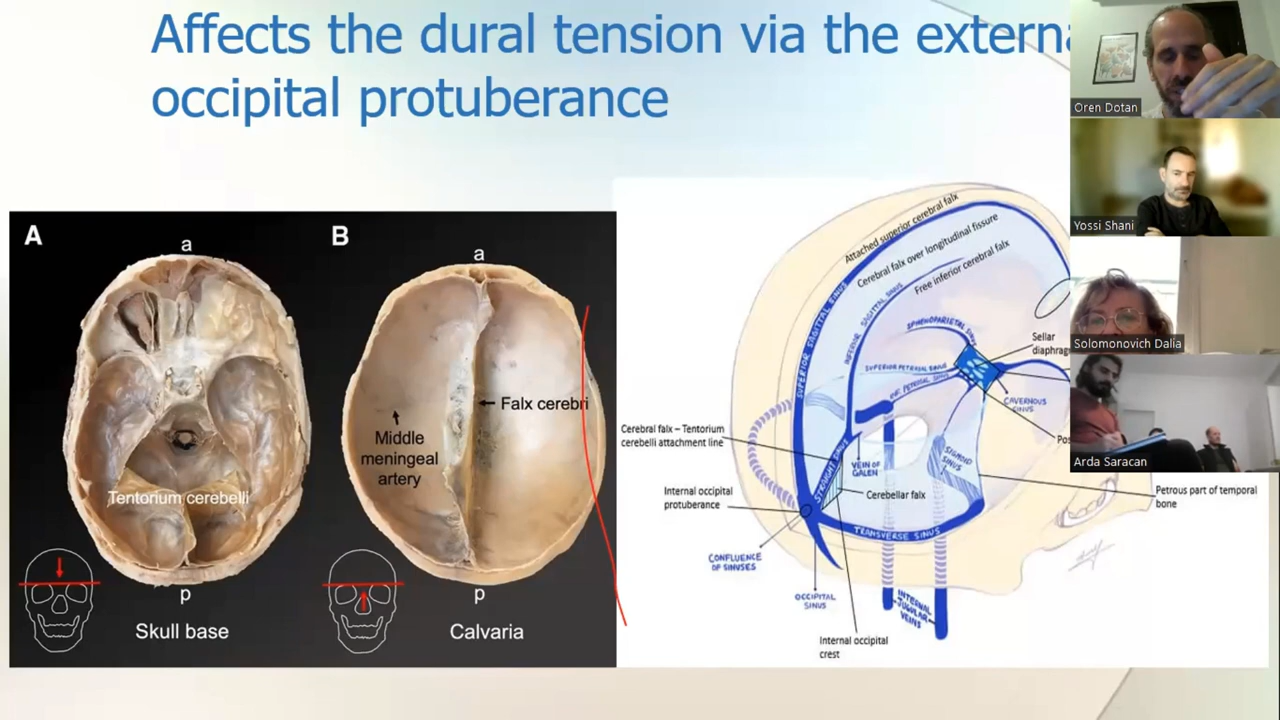 Affects the dural tension via the externa
occipital protuberance
A
a
Tentorium cerebelli
p
Skull base
B
a
Falx cerebri
Middle
meningeal
artery
p
Calvaria
Attached superior cerebral falx
Cerebral falx over longitudinal fissure
Free inferior cerebral falx
SUPERIOR SAGITTAL SINUS
INFERIOR SAGITTAL SINUS
SPHENOPARIETAL SINUS
SUPERIOR PETROSAL SINUS
INF. PETROSAL SINUS
Sellar
diaphrag
CAVERNOUS
SINUS
Pos
Cerebral falx – Tentorium
cerebelli attachment line
STRAIGHT SINUS
VEIN OF
GALEN
SIGMOID
SINUS
Internal occipital
protuberance
Cerebellar falx
Petrous part of temporal
bone
TRANSVERSE SINUS
CONFLUENCE
OF SINUSES
OCCIPITAL
SINUS
INTERNAL
JUGULAR
VEINS
Internal occipital
crest
Oren Dotan
Yossi Shani
Solomonovich Dalia
Arda Saracan